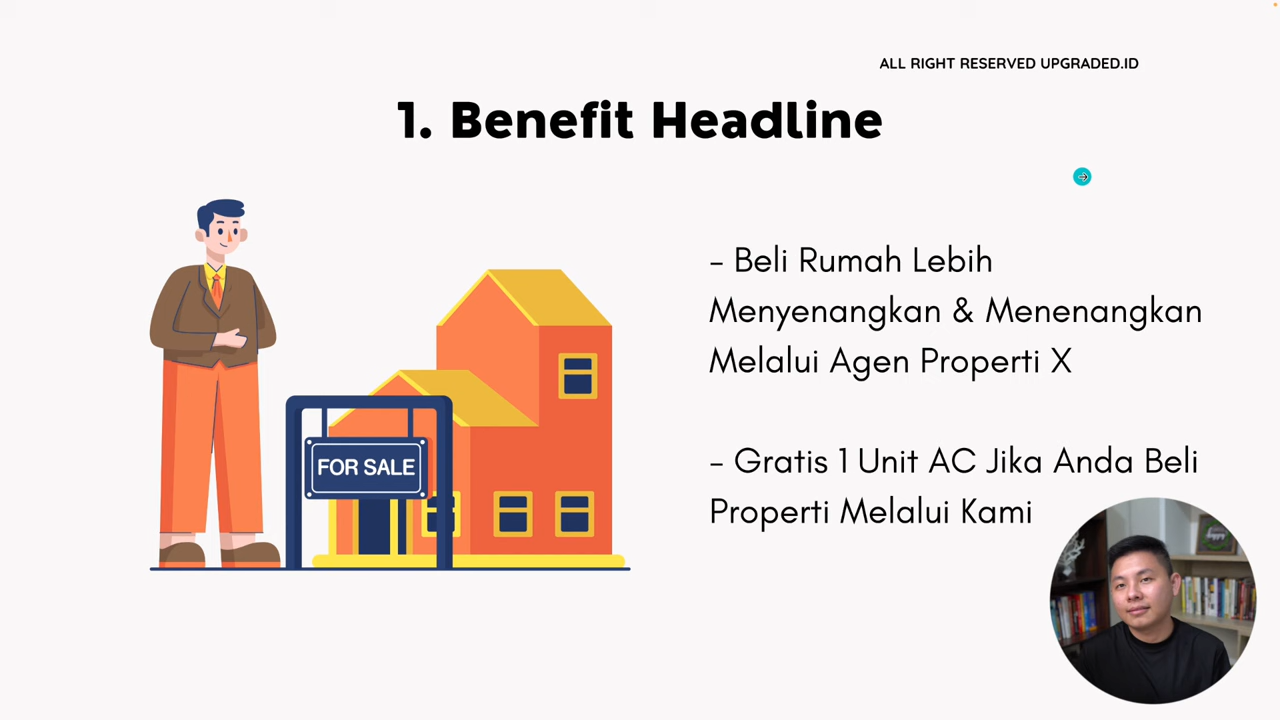 ALL RIGHT RESERVED UPGRADED.ID
1. Benefit Headline
- Beli Rumah Lebih
Menyenangkan & Menenangkan
Melalui Agen Properti X
- Gratis 1 Unit AC Jika Anda Beli
Properti Melalui Kami
FOR SALE